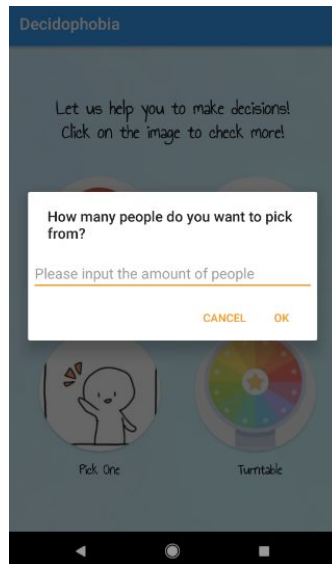 Decidophobia
Let us help you to make decisions!
Click on the image to check more!
How many people do you want to pick
from?
Please input the amount of people
CANCEL OK
Pick One Turntable